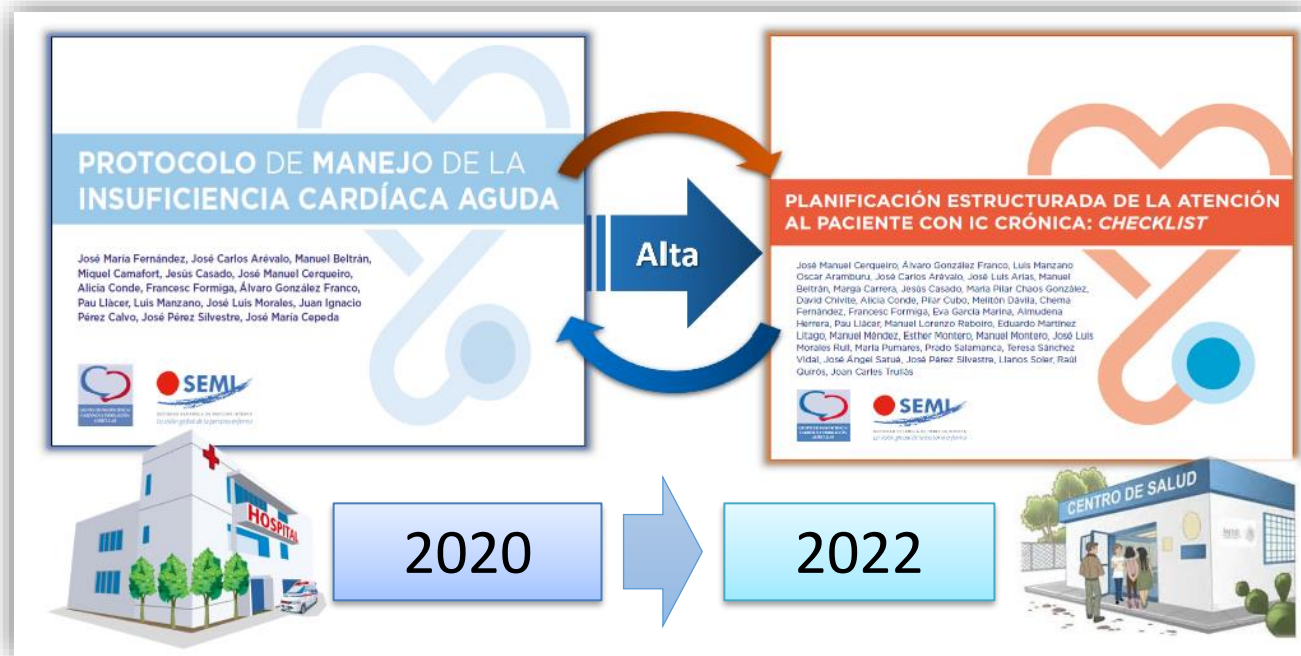 PROTOCOLO DE MANEJO DE LA
INSUFICIENCIA CARDÍACA AGUDA
José María Fernández, José Carlos Arévalo, Manuel Beltrán,
Miquel Camafort, Jesús Casado, José Manuel Cerqueiro,
Alicia Conde, Francesc Formiga, Álvaro González Franco,
Pau Llàcer, Luis Manzano, José Luis Morales, Juan Ignacio
Pérez Calvo, José Pérez Silvestre, José María Cepeda
SEMI
Alta
PLANIFICACIÓN ESTRUCTURADA DE LA ATENCIÓN
AL PACIENTE CON IC CRÓNICA: CHECKLIST
José Manuel Cerqueiro, Álvaro González Franco, Luis Manzano
Oscar Aramburu, José Carlos Arévalo, José Luis Arias, Manuel
Beltrán, Marga Carrera, Jesús Casado, Maria Pilar Chaos González,
David Chivite, Alicia Conde, Pilar Cubo, Melitón Dávila, Chema
Fernández, Francesc Formiga, Eva García Marina, Almudena
Herrera, Pau Llácer, Manuel Lorenzo Raboiro, Eduardo Martínez
Litago, Manuel Méndez, Esther Montero, Manuel Montero, José Luis
Morales Rull, María Pumares, Prado Salamanca, Teresa Sánchez
Vidal, José Ángel Satué, José Pérez Silvestre, Llanos Soler, Raúl
Quirós, Joan Carles Trullás
SEMI
HOSPITAL
2020
2022
CENTRO DE SALUD